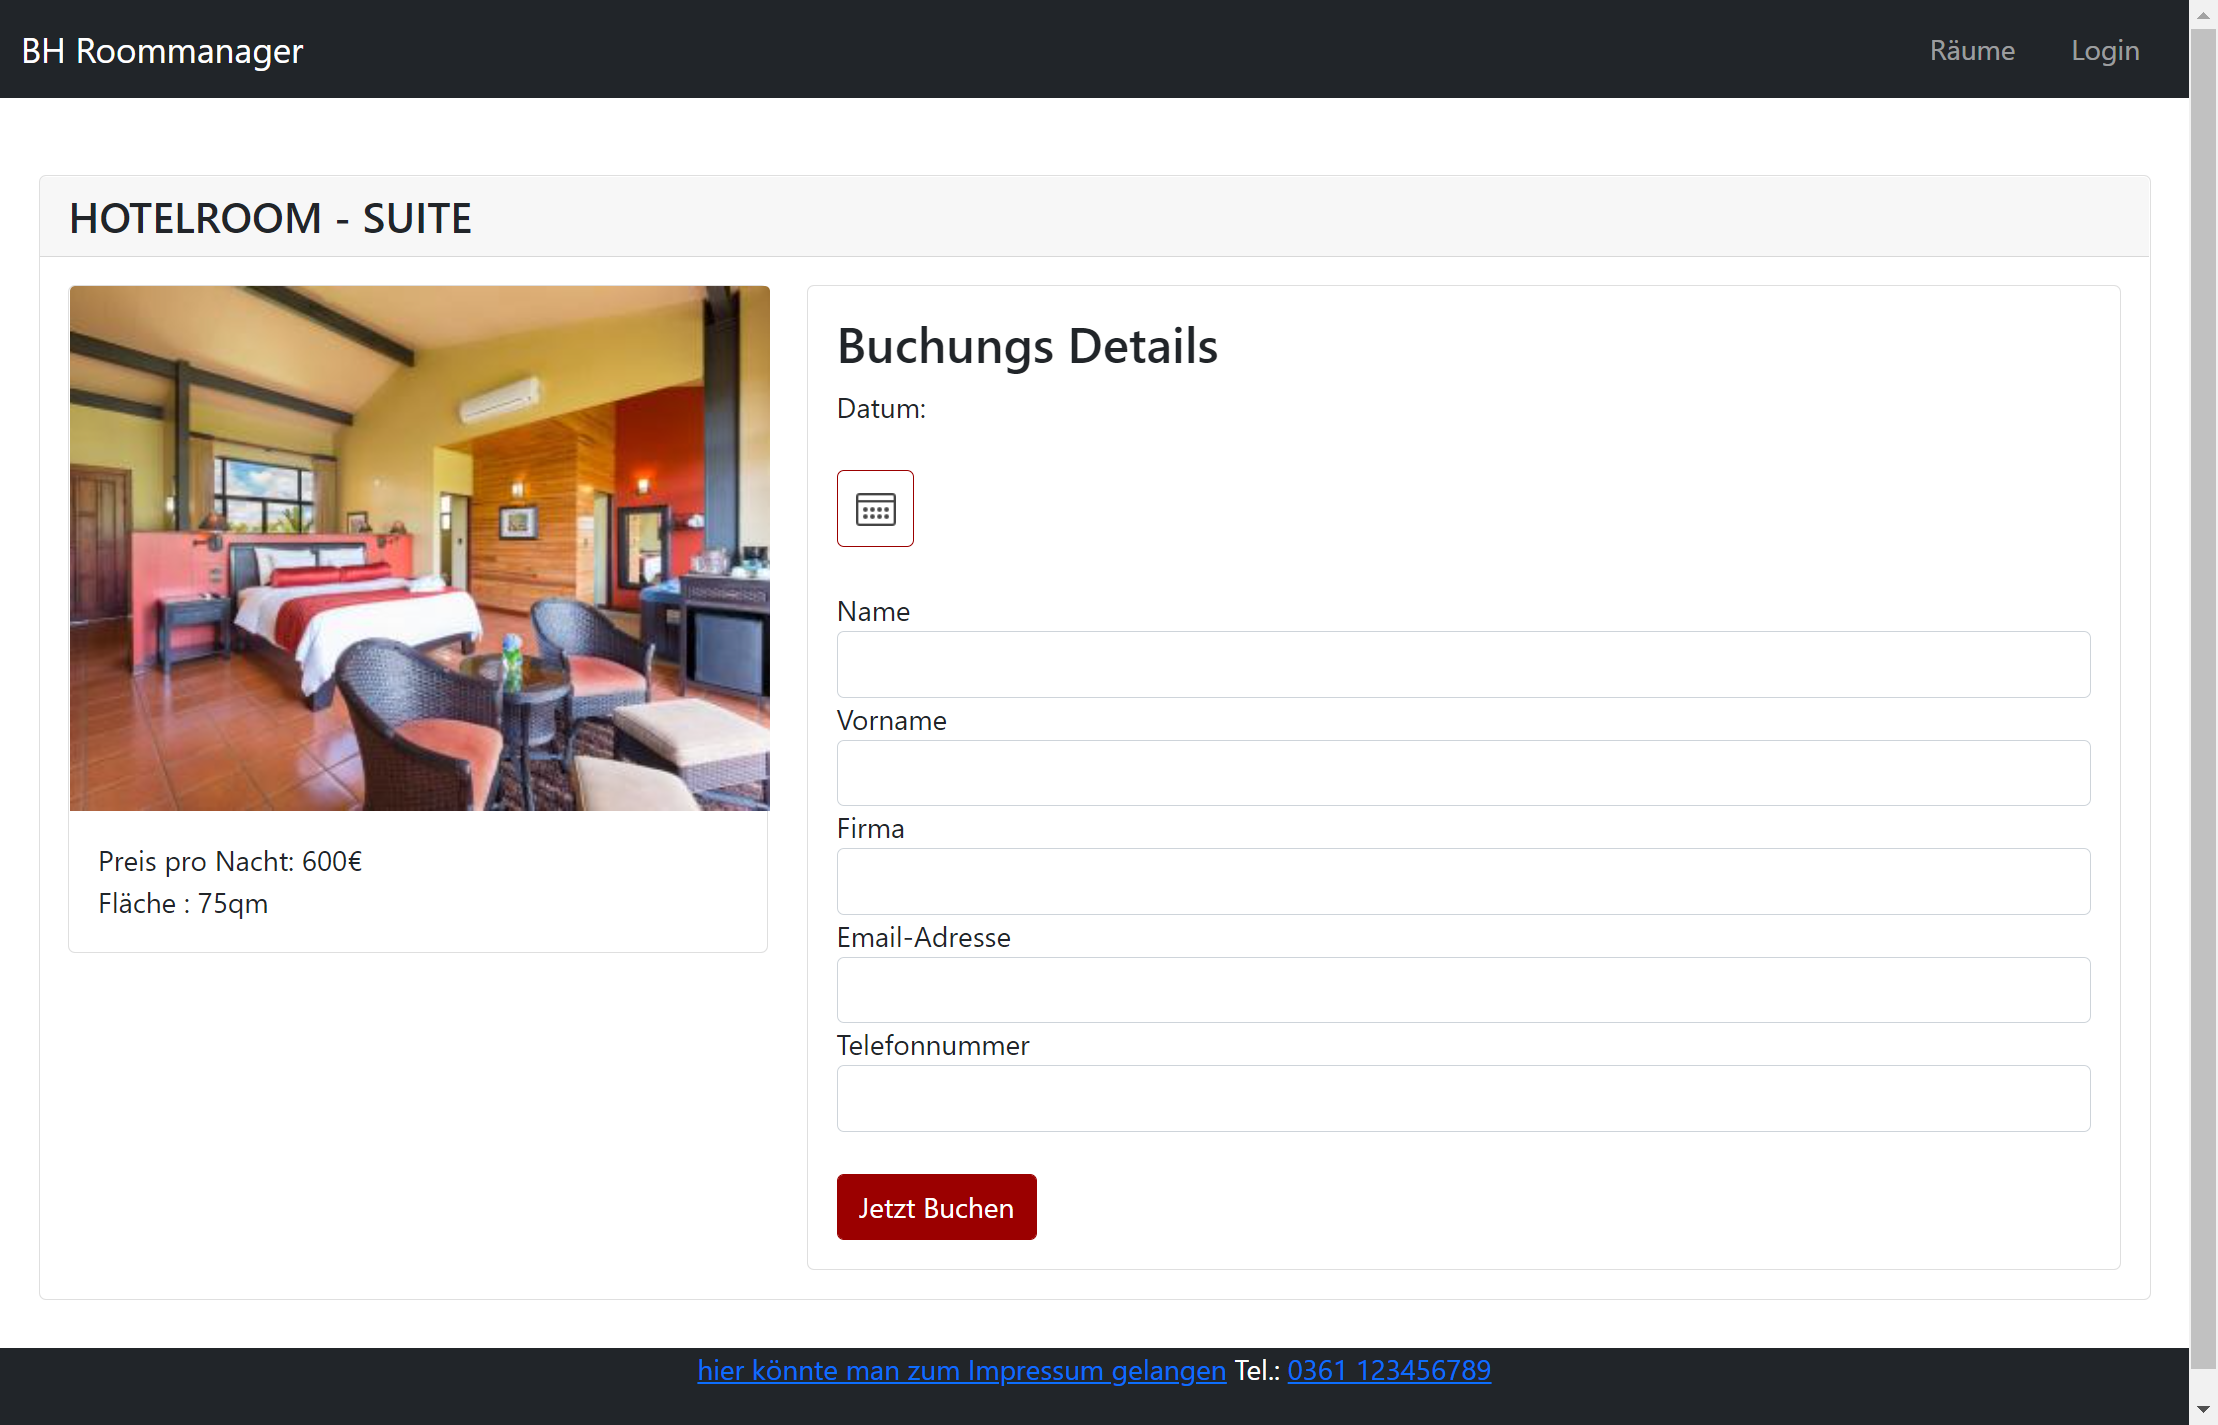 BH Roommanager
Räume
Login
HOTELROOM - SUITE
Preis pro Nacht: 600€
Fläche : 75qm
Buchungs Details
Datum:
Name
Vorname
Firma
Email-Adresse
Telefonnummer
Jetzt Buchen
hier könnte man zum Impressum gelangen Tel.: 0361 123456789